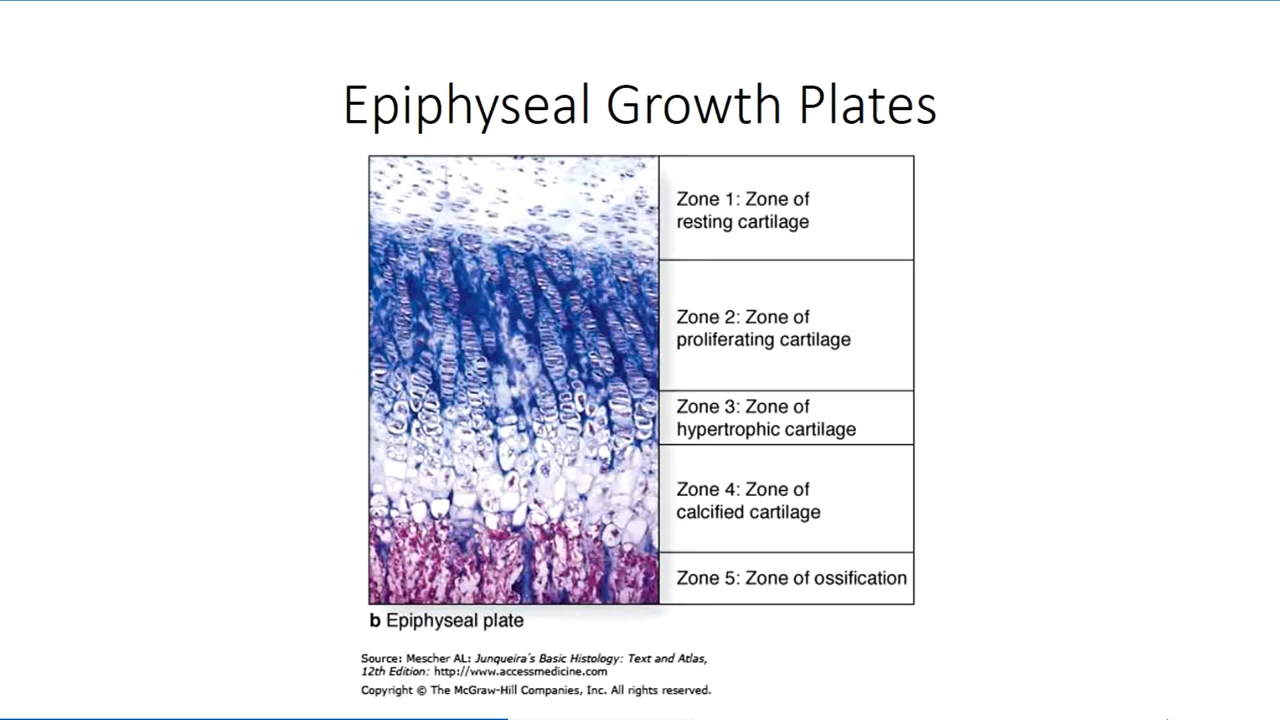 Epiphyseal Growth Plates
Zone 1: Zone of
resting cartilage
Zone 2: Zone of
proliferating cartilage
Zone 3: Zone of
hypertrophic cartilage
Zone 4: Zone of
calcified cartilage
Zone 5: Zone of ossification
b Epiphyseal plate
Source: Mescher AL: Junqueira´s Basic Histology: Text and Atlas,
12th Edition: http://www.accessmedicine.com
Copyright © The McGraw-Hill Companies, Inc. All rights reserved.